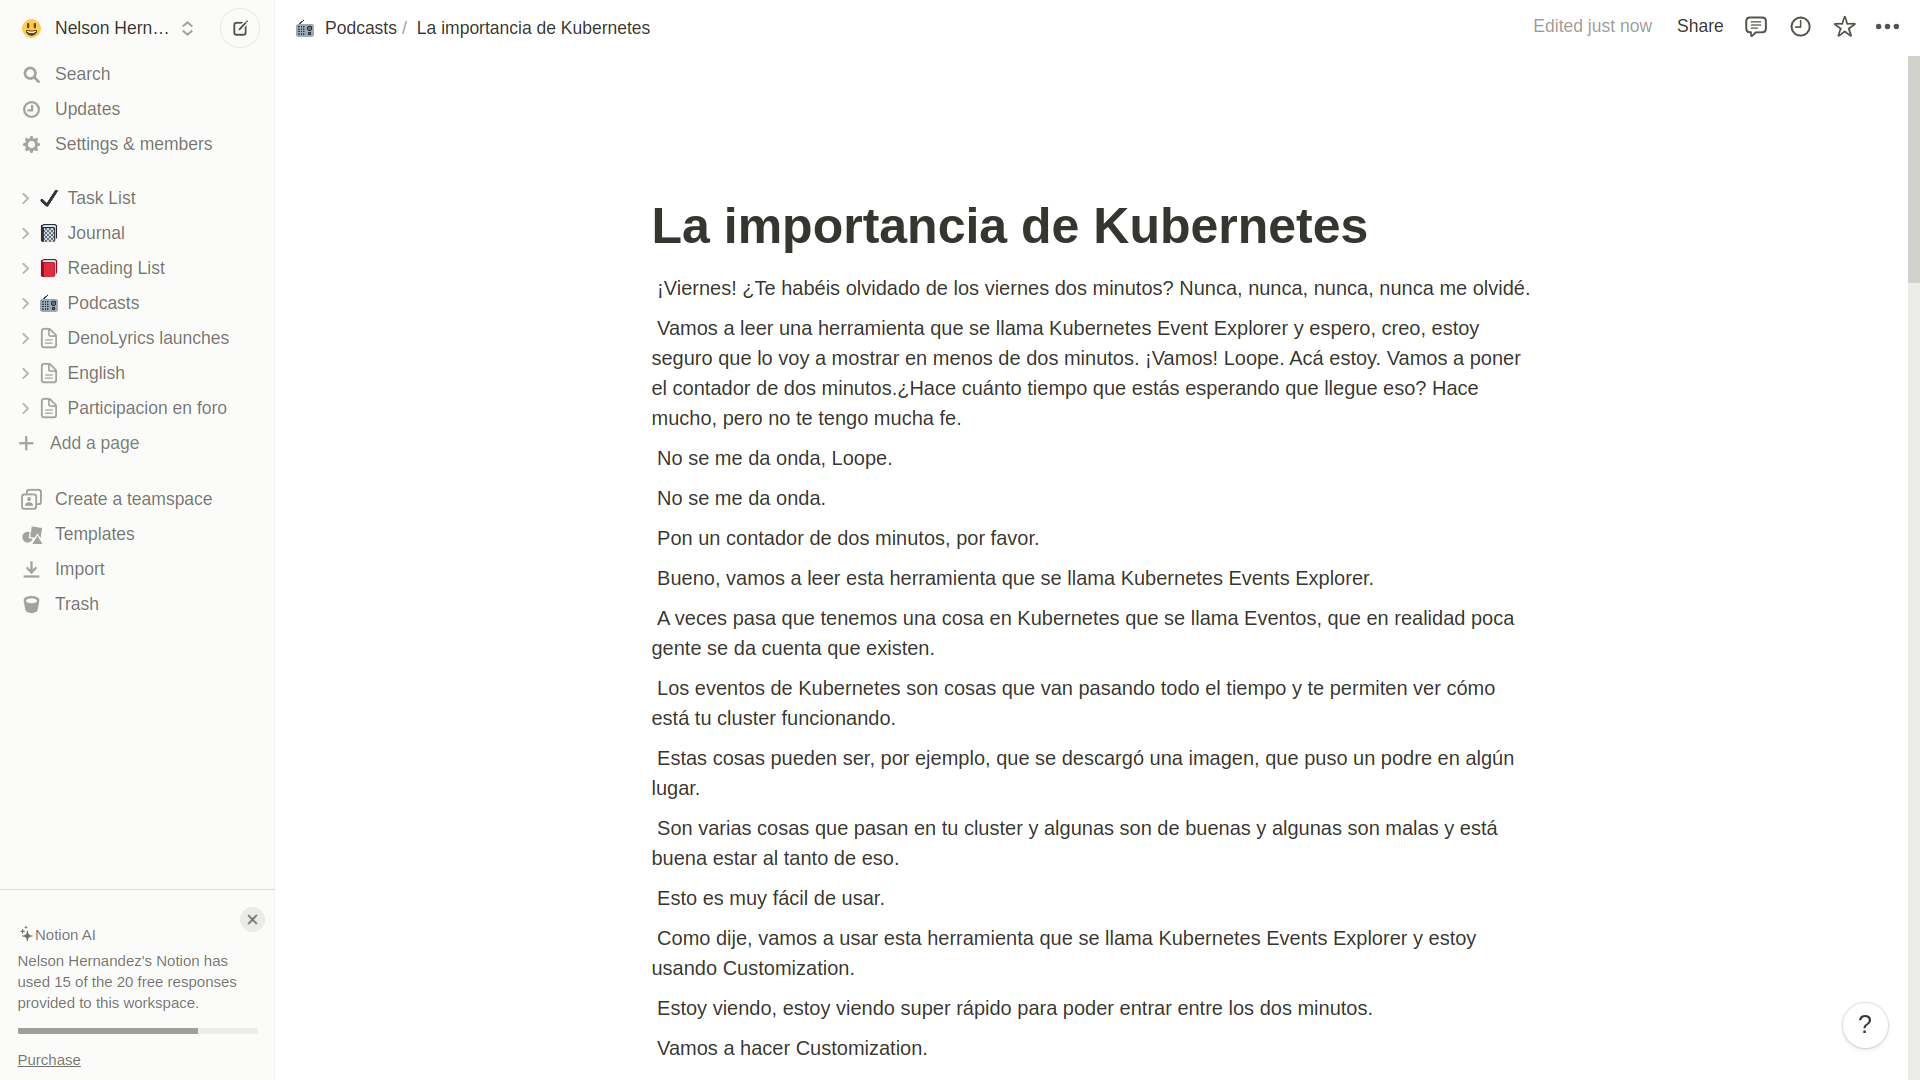 Nelson Hern…
Search
Updates
Settings & members
Task List
Journal
Reading List
Podcasts
DenoLyrics launches
English
Participacion en foro
Add a page
Create a teamspace
Templates
Import
Trash
Notion AI
Nelson Hernandez's Notion has
used 15 of the 20 free responses
provided to this workspace.
Purchase
Podcasts / La importancia de Kubernetes
Edited just now Share
La importancia de Kubernetes
¡Viernes! ¿Te habéis olvidado de los viernes dos minutos? Nunca, nunca, nunca, nunca me olvidé.
Vamos a leer una herramienta que se llama Kubernetes Event Explorer y espero, creo, estoy
seguro que lo voy a mostrar en menos de dos minutos. ¡Vamos! Loope. Acá estoy. Vamos a poner
el contador de dos minutos.¿Hace cuánto tiempo que estás esperando que llegue eso? Hace
mucho, pero no te tengo mucha fe.
No se me da onda, Loope.
No se me da onda.
Pon un contador de dos minutos, por favor.
Bueno, vamos a leer esta herramienta que se llama Kubernetes Events Explorer.
A veces pasa que tenemos una cosa en Kubernetes que se llama Eventos, que en realidad poca
gente se da cuenta que existen.
Los eventos de Kubernetes son cosas que van pasando todo el tiempo y te permiten ver cómo
está tu cluster funcionando.
Estas cosas pueden ser, por ejemplo, que se descargó una imagen, que puso un podre en algún
lugar.
Son varias cosas que pasan en tu cluster y algunas son de buenas y algunas son malas y está
buena estar al tanto de eso.
Esto es muy fácil de usar.
Como dije, vamos a usar esta herramienta que se llama Kubernetes Events Explorer y estoy
usando Customization.
Estoy viendo, estoy viendo super rápido para poder entrar entre los dos minutos.
Vamos a hacer Customization.
?